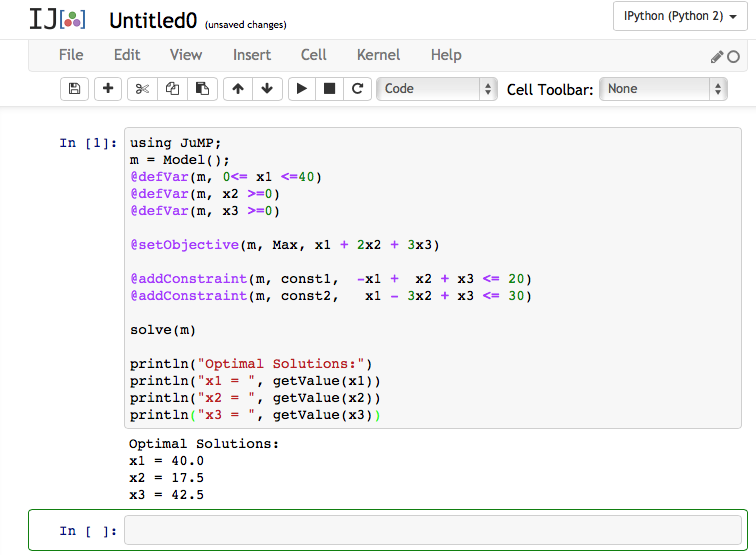 IJ[ ] Untitled0 (unsaved changes) IPython (Python 2)
File Edit View Insert Cell Kernel Help
Code Cell Toolbar: None
In [1]: using JuMP;
m = Model();
@defVar(m, 0<= x1 <=40)
@defVar(m, x2 >=0)
@defVar(m, x3 >=0)
@setObjective(m, Max, x1 + 2x2 + 3x3)
@addConstraint(m, const1,  -x1 +  x2 + x3 <= 20)
@addConstraint(m, const2,   x1 - 3x2 + x3 <= 30)
solve(m)
println("Optimal Solutions:")
println("x1 = ", getValue(x1))
println("x2 = ", getValue(x2))
println("x3 = ", getValue(x3))
Optimal Solutions:
x1 = 40.0
x2 = 17.5
x3 = 42.5
In [ ]: